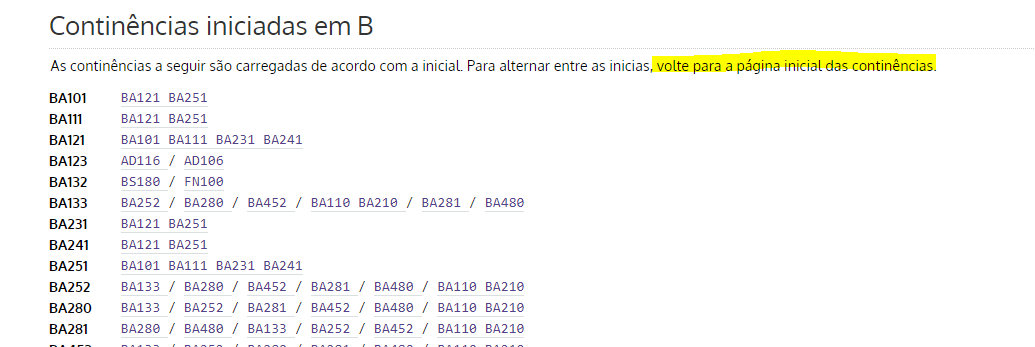 Continências iniciadas em B
As continências a seguir são carregadas de acordo com a inicial. Para alternar entre as inicias, volte para a página inicial das continências.
BA101 BA121 BA251
BA111 BA121 BA251
BA121 BA101 BA111 BA231 BA241
BA123 AD116 / AD106
BA132 BS180 / FN100
BA133 BA252 / BA280 / BA452 / BA110 BA210 / BA281 / BA480
BA231 BA121 BA251
BA241 BA121 BA251
BA251 BA101 BA111 BA231 BA241
BA252 BA133 / BA280 / BA452 / BA281 / BA480 / BA110 BA210
BA280 BA133 / BA252 / BA281 / BA452 / BA480 / BA110 BA210
BA281 BA280 / BA480 / BA133 / BA252 / BA452 / BA110 BA210